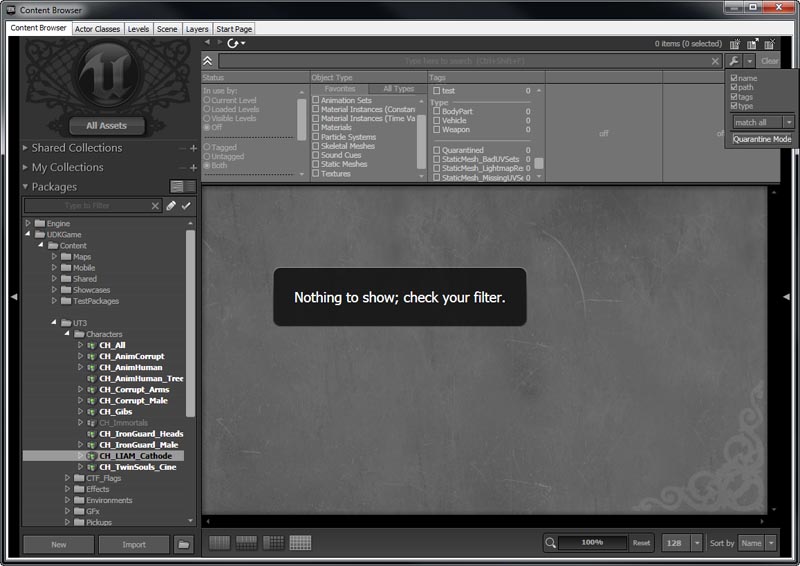 Content Browser
Content Browser Actor Classes Levels Scene Layers Start Page
All Assets
Shared Collections
My Collections
Packages
Type to Filter
Engine
UDKGame
Content
Maps
Mobile
Shared
Showcases
TestPackages
UT3
Characters
CH_All
CH_AnimCorrupt
CH_AnimHuman
CH_AnimHuman_Tree
CH_Corrupt_Arms
CH_Corrupt_Male
CH_Gibs
CH_Immortals
CH_IronGuard_Heads
CH_IronGuard_Male
CH_LIAM_Cathode
CH_TwinSouls_Cine
CTF_Flags
Effects
Environments
GFx
Pickups
New Import
0 items (0 selected)
Type here to search (Ctrl+Shift+F) Clear
Status
In use by:
Current Level
Loaded Levels
Visible Levels
Off
Tagged
Untagged
Both
Object Type
Favorites All Types
Animation Sets
Material Instances (Constan
Material Instances (Time Va
Materials
Particle Systems
Skeletal Meshes
Sound Cues
Static Meshes
Textures
Tags
test 0
Type
BodyPart 0
Vehicle 0
Weapon 0
Quarantined 0
StaticMesh_BadUVSets 0
StaticMesh_LightmapRes 0
StaticMesh_MissingUVSe 0
off off
name
path
tags
type
match all
Quarantine Mode
Nothing to show; check your filter.
100% Reset 128 Sort by Name